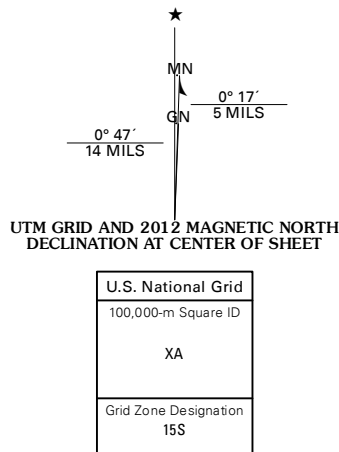 ★
MN
0° 17´
5 MILS
GN
0° 47´
14 MILS
UTM GRID AND 2012 MAGNETIC NORTH
DECLINATION AT CENTER OF SHEET
U.S. National Grid
100,000-m Square ID
XA
Grid Zone Designation
15S